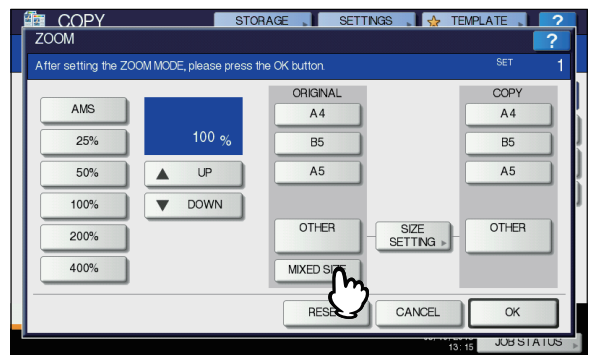 COPY
STORAGE
SETTINGS
TEMPLATE
?
ZOOM
?
After setting the ZOOM MODE, please press the OK button.
SET 1
ORIGINAL
COPY
AMS
25%
50%
100%
200%
400%
100 %
UP
DOWN
A4
B5
A5
OTHER
MIXED SIZE
SIZE
SETTING
A4
B5
A5
OTHER
RESET
CANCEL
OK
13:15
JOB STATUS